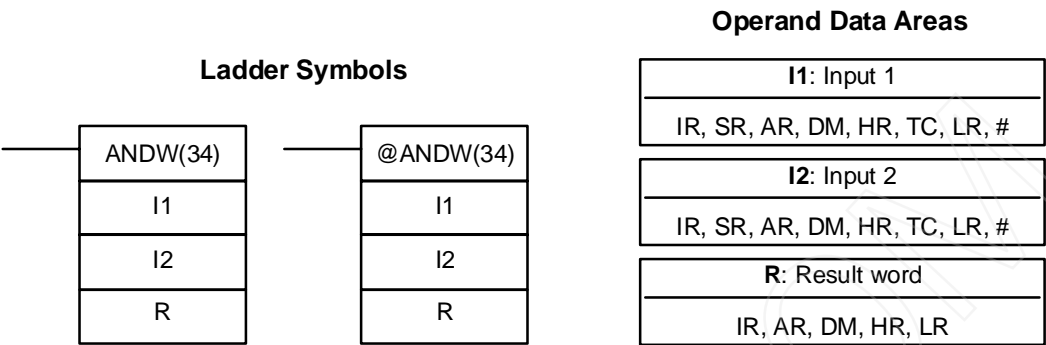 Ladder Symbols
ANDW(34)
I1
I2
R
@ANDW(34)
I1
I2
R
Operand Data Areas
I1: Input 1
IR, SR, AR, DM, HR, TC, LR, #
I2: Input 2
IR, SR, AR, DM, HR, TC, LR, #
R: Result word
IR, AR, DM, HR, LR